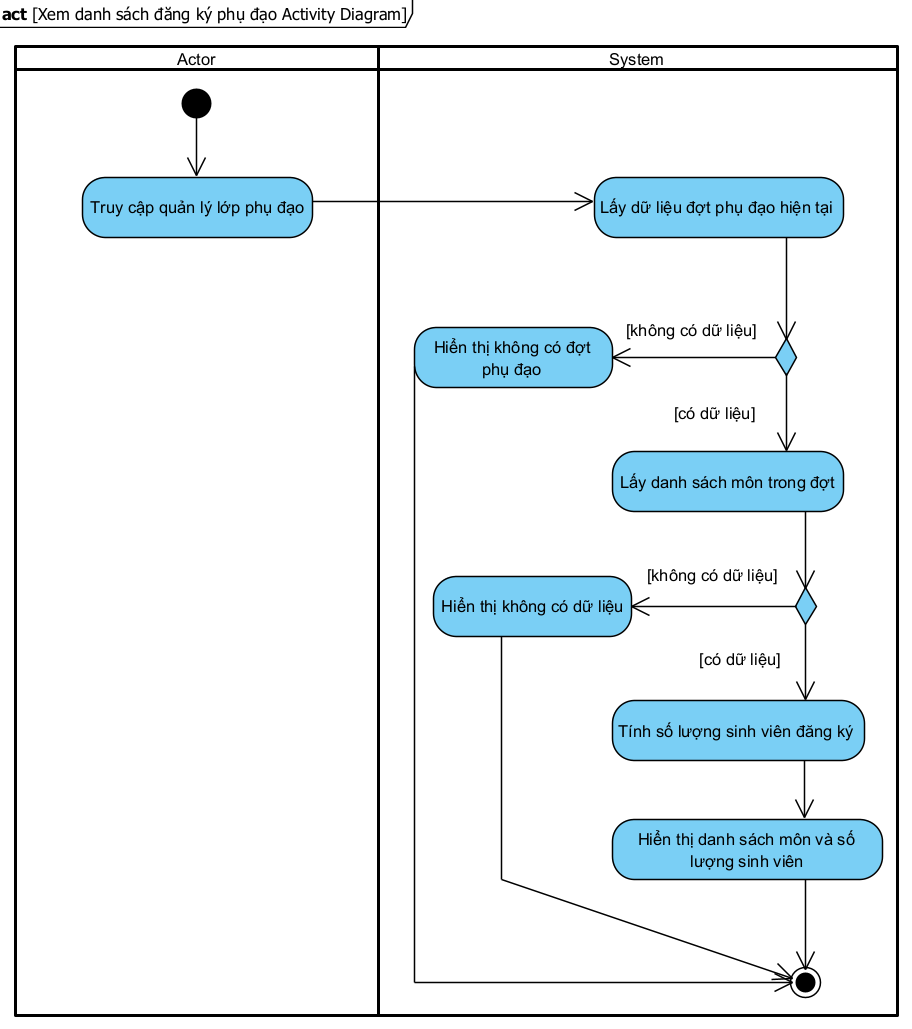 act [Xem danh sách đăng ký phụ đạo Activity Diagram]
Actor
System
Truy cập quản lý lớp phụ đạo
Lấy dữ liệu đợt phụ đạo hiện tại
[không có dữ liệu]
Hiển thị không có đợt
phụ đạo
[có dữ liệu]
Lấy danh sách môn trong đợt
[không có dữ liệu]
Hiển thị không có dữ liệu
[có dữ liệu]
Tính số lượng sinh viên đăng ký
Hiển thị danh sách môn và số
lượng sinh viên